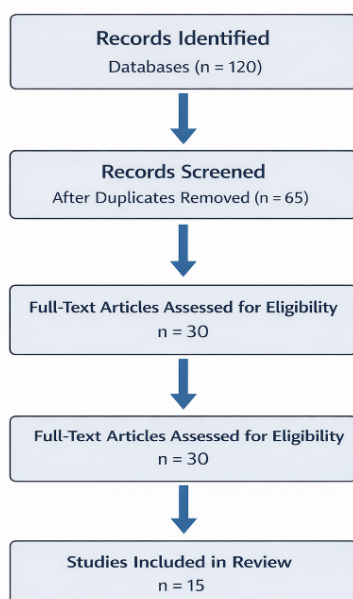 Records Identified
Databases (n = 120)
Records Screened
After Duplicates Removed (n = 65)
Full-Text Articles Assessed for Eligibility
n = 30
Full-Text Articles Assessed for Eligibility
n = 30
Studies Included in Review
n = 15